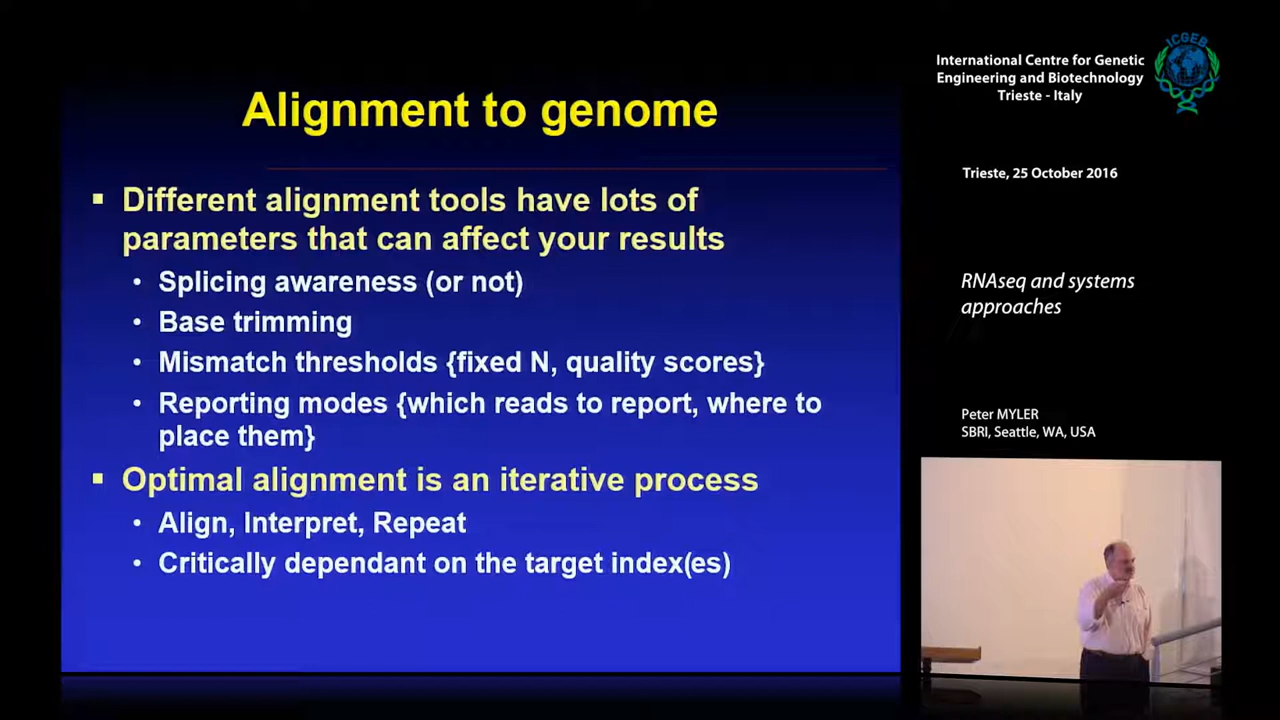 Alignment to genome
▪ Different alignment tools have lots of
parameters that can affect your results
• Splicing awareness (or not)
• Base trimming
• Mismatch thresholds {fixed N, quality scores}
• Reporting modes {which reads to report, where to
place them}
▪ Optimal alignment is an iterative process
• Align, Interpret, Repeat
• Critically dependant on the target index(es)
International Centre for Genetic
Engineering and Biotechnology
Trieste - Italy
ICGEB
Trieste, 25 October 2016
RNAseq and systems
approaches
Peter MYLER
SBRI, Seattle, WA, USA